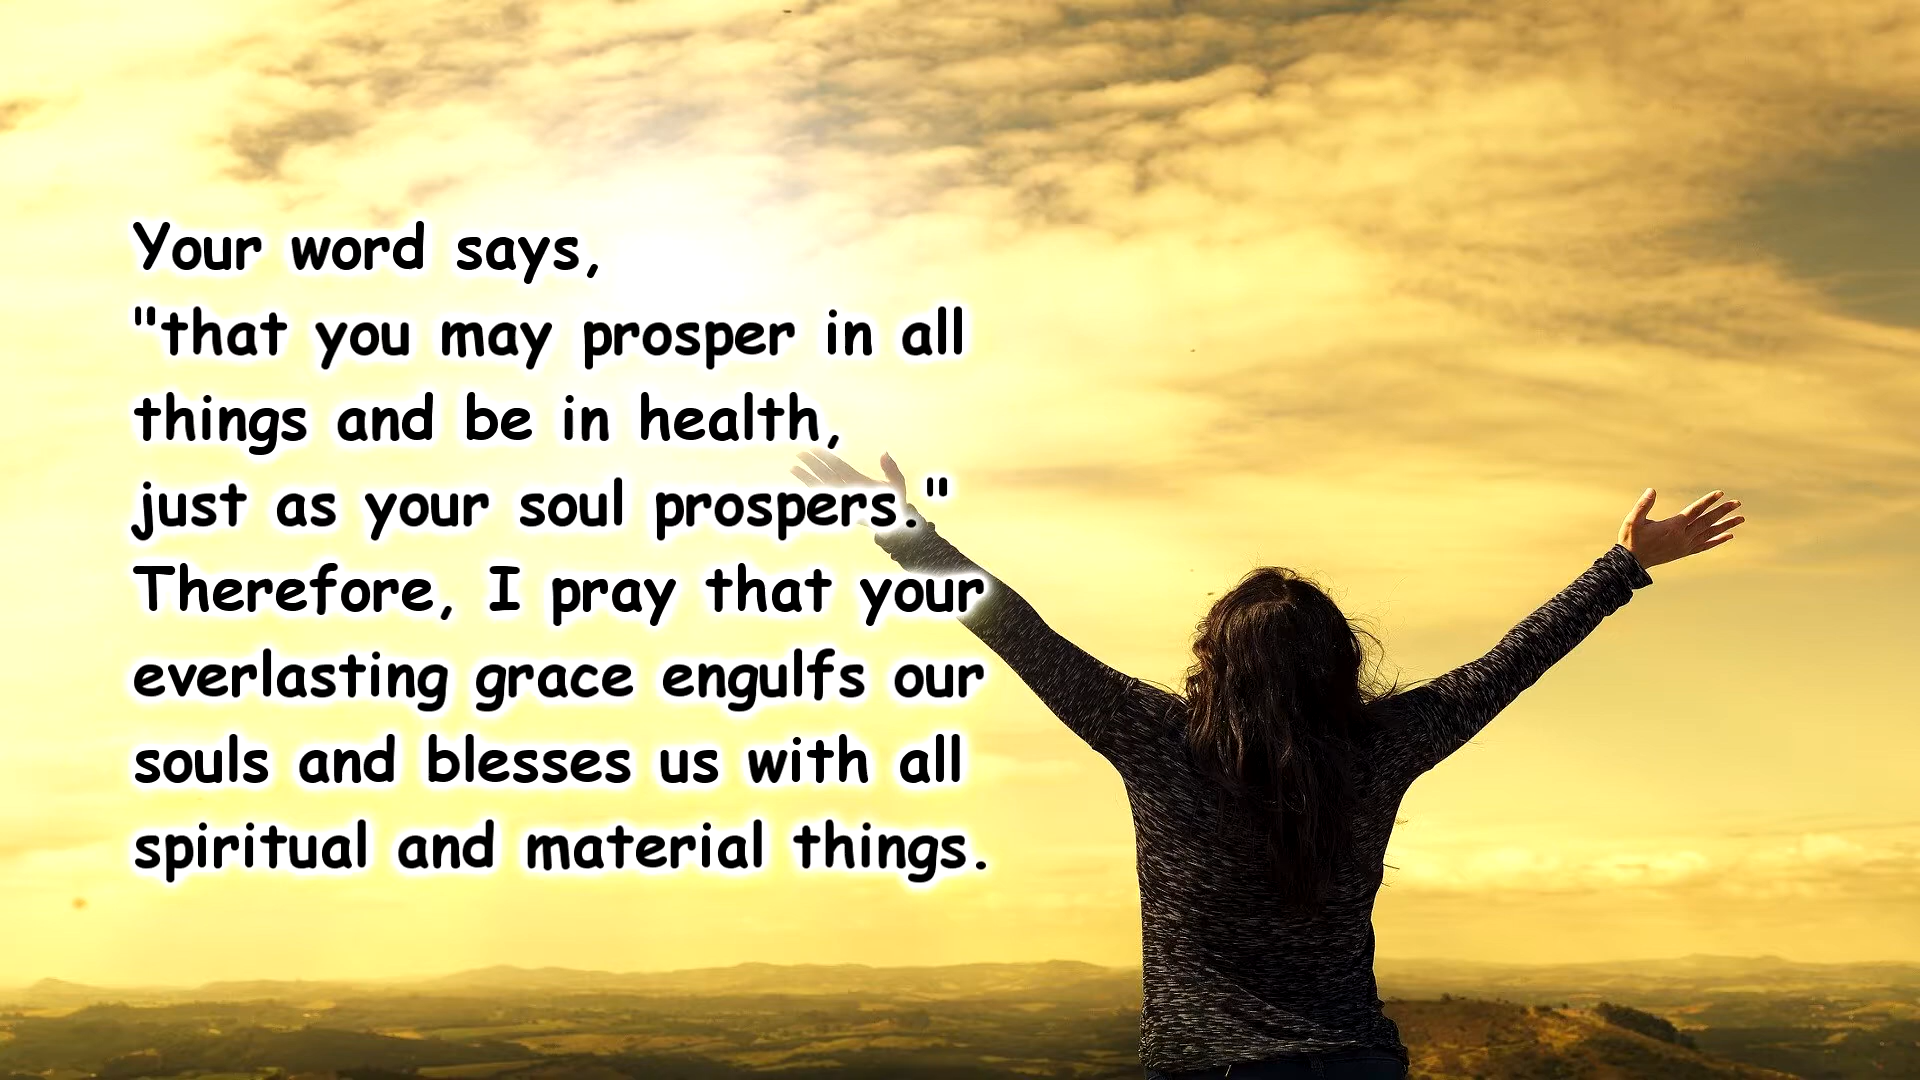 Your word says,
"that you may prosper in all
things and be in health,
just as your soul prospers."
Therefore, I pray that your
everlasting grace engulfs our
souls and blesses us with all
spiritual and material things.